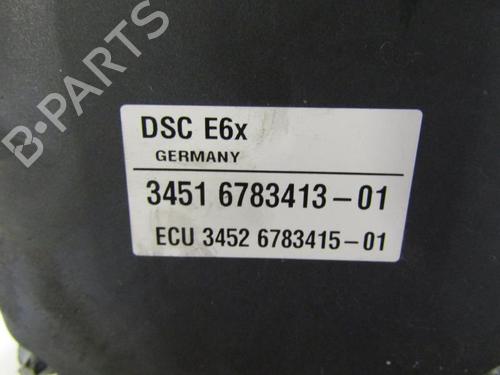 B-PARTS
DSC E6x
GERMANY
3451 6783413-01
ECU 3452 6783415-01